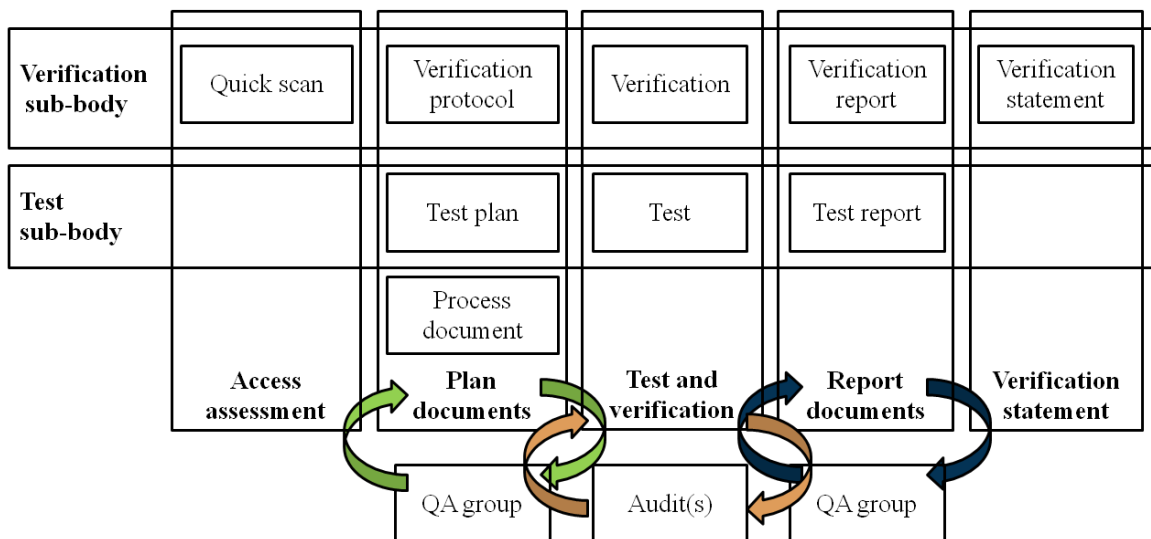 Verification
sub-body
Quick scan
Verification
protocol
Verification
Verification
report
Verification
statement
Test
sub-body
Test plan
Test
Test report
Process
document
Access
assessment
Plan
documents
Test and
verification
Report
documents
Verification
statement
QA group
Audit(s)
QA group